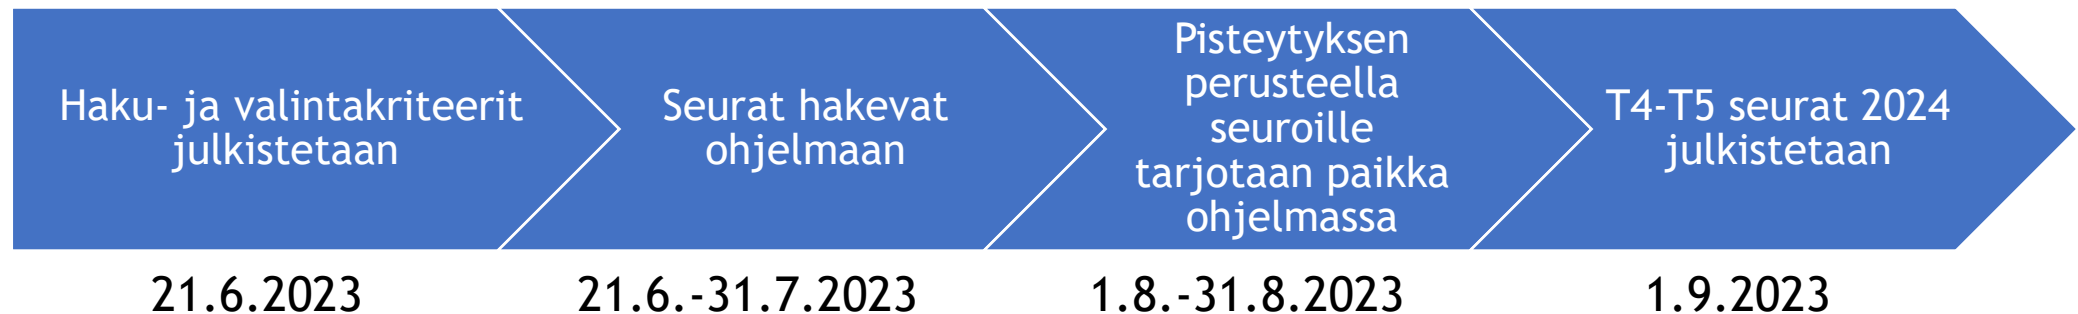 Haku- ja valintakriteerit
julkistetaan
Seurat hakevat
ohjelmaan
Pisteytyksen
perusteella
seuroille
tarjotaan paikka
ohjelmassa
T4-T5 seurat 2024
julkistetaan
21.6.2023
21.6.-31.7.2023
1.8.-31.8.2023
1.9.2023